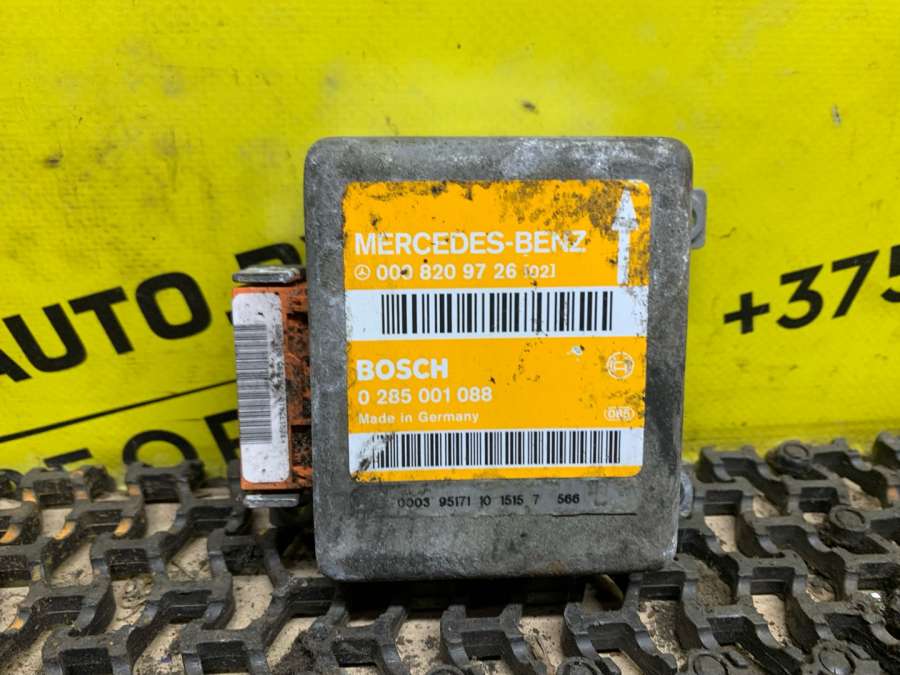 MERCEDES-BENZ
000 820 97 26 [02]
BOSCH
0 285 001 088
Made in Germany
0003 95171 10 1515 7 566
AUTO
+375